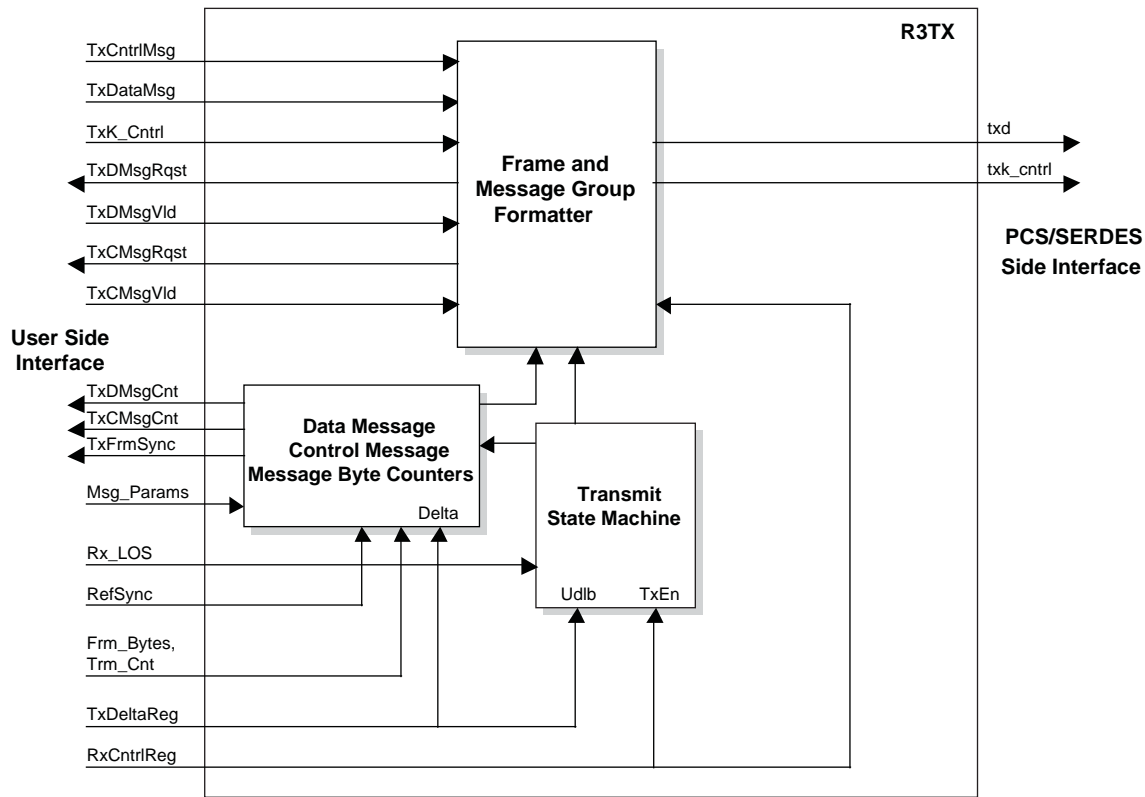 R3TX
TxCntrlMsg
TxDataMsg
TxK_Cntrl
TxDMsgRqst
TxDMsgVld
TxCMsgRqst
TxCMsgVld
Frame and
Message Group
Formatter
txd
txk_cntrl
PCS/SERDES
Side Interface
User Side
Interface
TxDMsgCnt
TxCMsgCnt
TxFrmSync
Msg_Params
Data Message
Control Message
Message Byte Counters
Delta
Transmit
State Machine
Udlb
TxEn
Rx_LOS
RefSync
Frm_Bytes,
Trm_Cnt
TxDeltaReg
RxCntrlReg